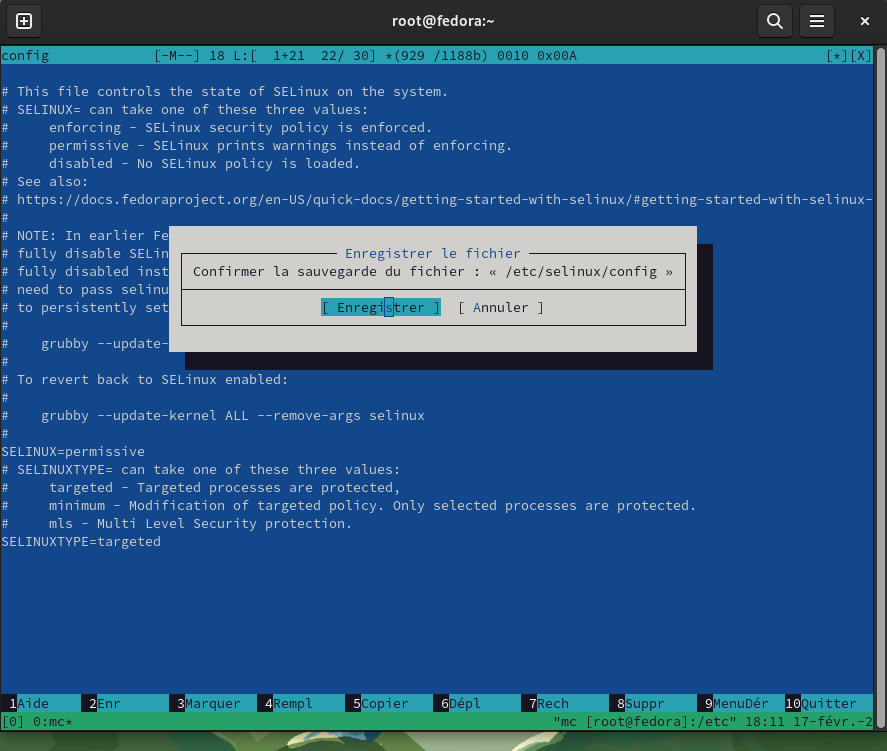 root@fedora:~
config             [-M--] 18 L:[  1+21  22/ 30] *(929 /1188b) 0010 0x00A                               [*][X]
# This file controls the state of SELinux on the system.
# SELINUX= can take one of these three values:
#     enforcing - SELinux security policy is enforced.
#     permissive - SELinux prints warnings instead of enforcing.
#     disabled - No SELinux policy is loaded.
# See also:
# https://docs.fedoraproject.org/en-US/quick-docs/getting-started-with-selinux/#getting-started-with-selinux-
#
# NOTE: In earlier Fe
# fully disable SELin
# fully disabled inst
# need to pass selinu
# to persistently set
#
#    grubby --update-
#
Enregistrer le fichier
Confirmer la sauvegarde du fichier : « /etc/selinux/config »
[ Enregistrer ]  [ Annuler ]
# To revert back to SELinux enabled:
#
#    grubby --update-kernel ALL --remove-args selinux
#
SELINUX=permissive
# SELINUXTYPE= can take one of these three values:
#     targeted - Targeted processes are protected,
#     minimum - Modification of targeted policy. Only selected processes are protected.
#     mls - Multi Level Security protection.
SELINUXTYPE=targeted
1Aide    2Enr    3Marquer    4Rempl    5Copier    6Dépl    7Rech    8Suppr    9MenuDér    10Quitter
[0] 0:mc*    "mc [root@fedora]:/etc" 18:11 17-févr.-2